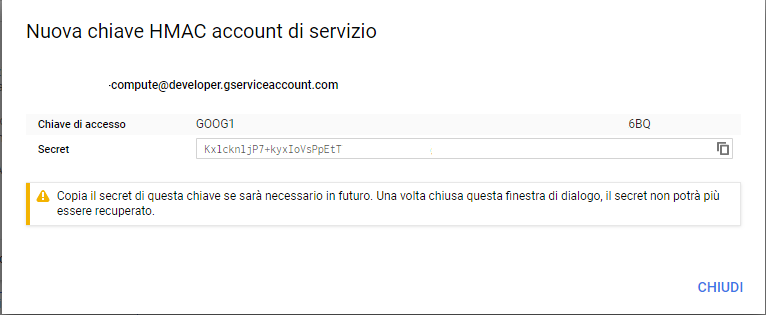 Nuova chiave HMAC account di servizio
-compute@developer.gserviceaccount.com
Chiave di accesso GOOG1 6BQ
Secret Kx1cknljP7+kyxIoVsPpEtT
Copia il secret di questa chiave se sarà necessario in futuro. Una volta chiusa questa finestra di dialogo, il secret non potrà più
essere recuperato.
CHIUDI